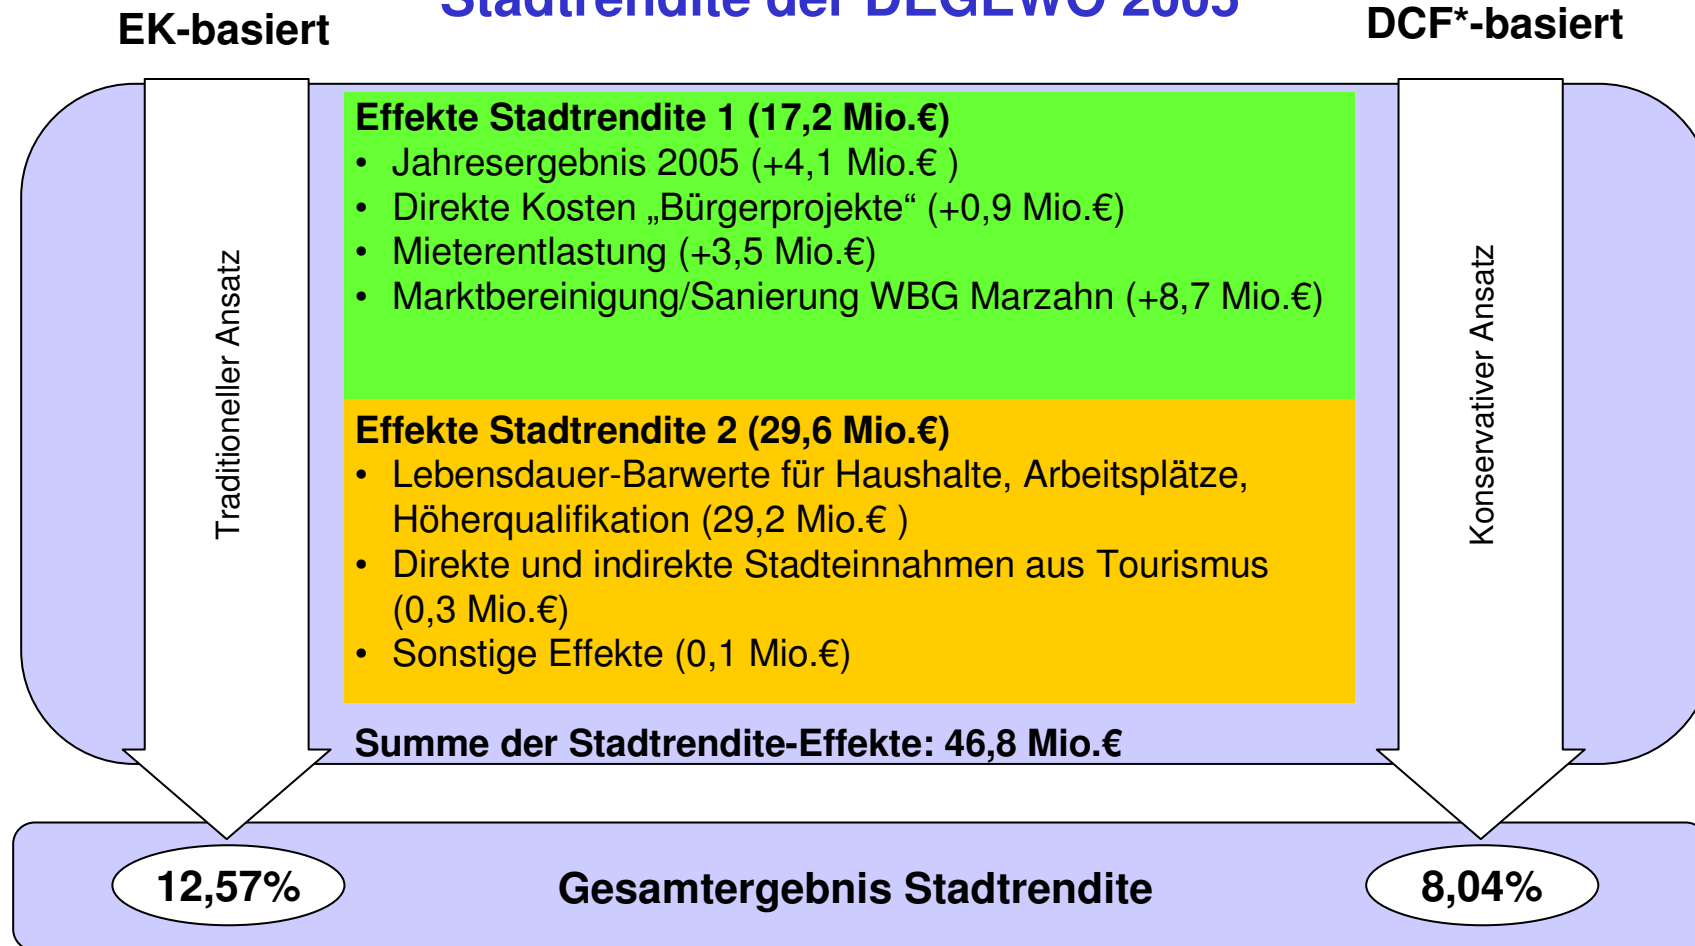 Stadtrendite der DEGEWO 2005
EK-basiert
DCF*-basiert
Traditioneller Ansatz
Effekte Stadtrendite 1 (17,2 Mio.€)
• Jahresergebnis 2005 (+4,1 Mio.€ )
• Direkte Kosten „Bürgerprojekte“ (+0,9 Mio.€)
• Mieterentlastung (+3,5 Mio.€)
• Marktbereinigung/Sanierung WBG Marzahn (+8,7 Mio.€)
Effekte Stadtrendite 2 (29,6 Mio.€)
• Lebensdauer-Barwerte für Haushalte, Arbeitsplätze,
Höherqualifikation (29,2 Mio.€ )
• Direkte und indirekte Stadteinnahmen aus Tourismus
(0,3 Mio.€)
• Sonstige Effekte (0,1 Mio.€)
Summe der Stadtrendite-Effekte: 46,8 Mio.€
Konservativer Ansatz
12,57%
Gesamtergebnis Stadtrendite
8,04%